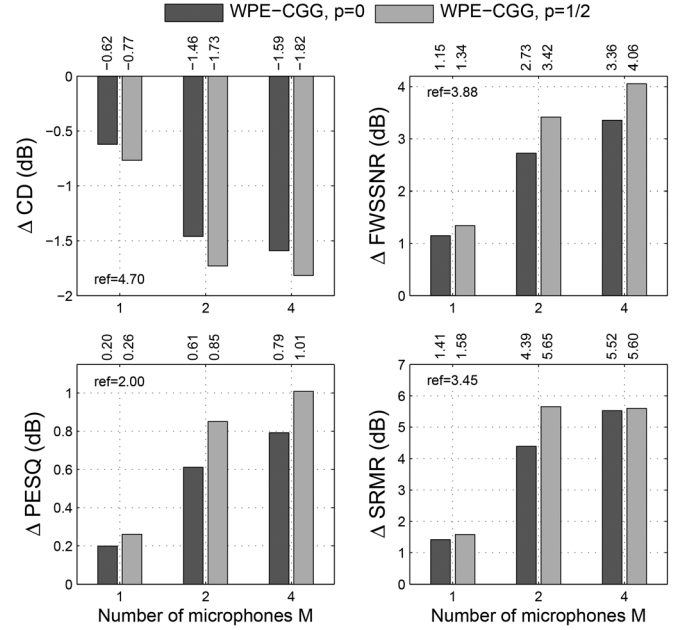 WPE−CGG, p=0 WPE−CGG, p=1/2
−0.62 −0.77 −1.46 −1.73 −1.59 −1.82
Δ CD (dB)
0
−0.5
−1
−1.5
−2
ref=4.70
1 2 4
1.15 1.34 2.73 3.42 3.36 4.06
Δ FWSSNR (dB)
4
3
2
1
0
ref=3.88
1 2 4
0.20 0.26 0.61 0.85 0.79 1.01
Δ PESQ (dB)
1
0.8
0.6
0.4
0.2
0
ref=2.00
1 2 4
Number of microphones M
1.41 1.58 4.39 5.65 5.52 5.60
Δ SRMR (dB)
7
6
5
4
3
2
1
0
ref=3.45
1 2 4
Number of microphones M